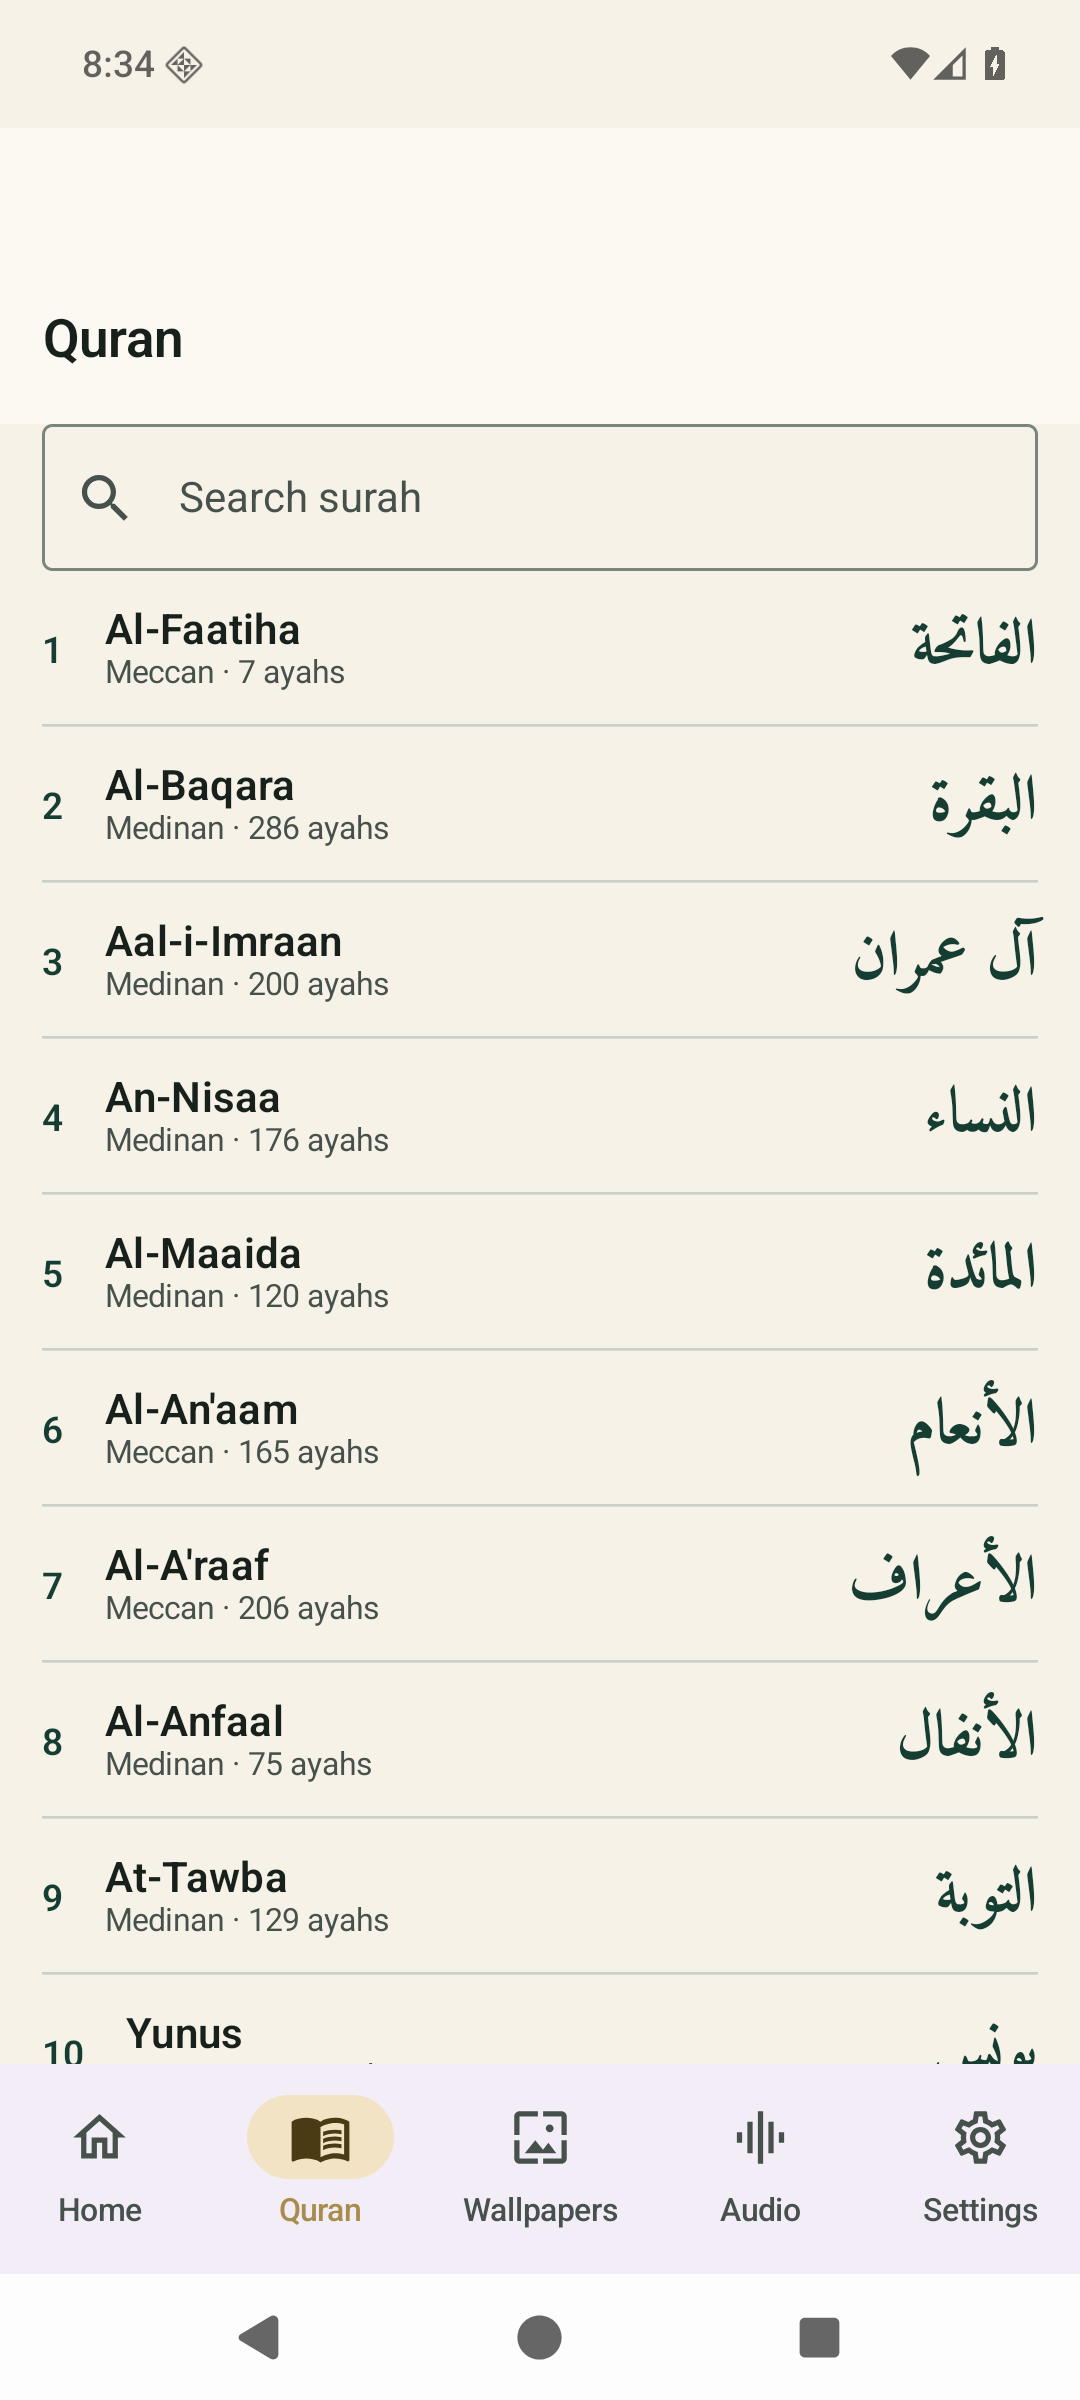 8:34
Quran
Search surah
1 Al-Faatiha الفاتحة
Meccan · 7 ayahs
2 Al-Baqara البقرة
Medinan · 286 ayahs
3 Aal-i-Imraan آل عمران
Medinan · 200 ayahs
4 An-Nisaa النساء
Medinan · 176 ayahs
5 Al-Maaida المائدة
Medinan · 120 ayahs
6 Al-An'aam الأنعام
Meccan · 165 ayahs
7 Al-A'raaf الأعراف
Meccan · 206 ayahs
8 Al-Anfaal الأنفال
Medinan · 75 ayahs
9 At-Tawba التوبة
Medinan · 129 ayahs
10 Yunus يونس
Home Quran Wallpapers Audio Settings